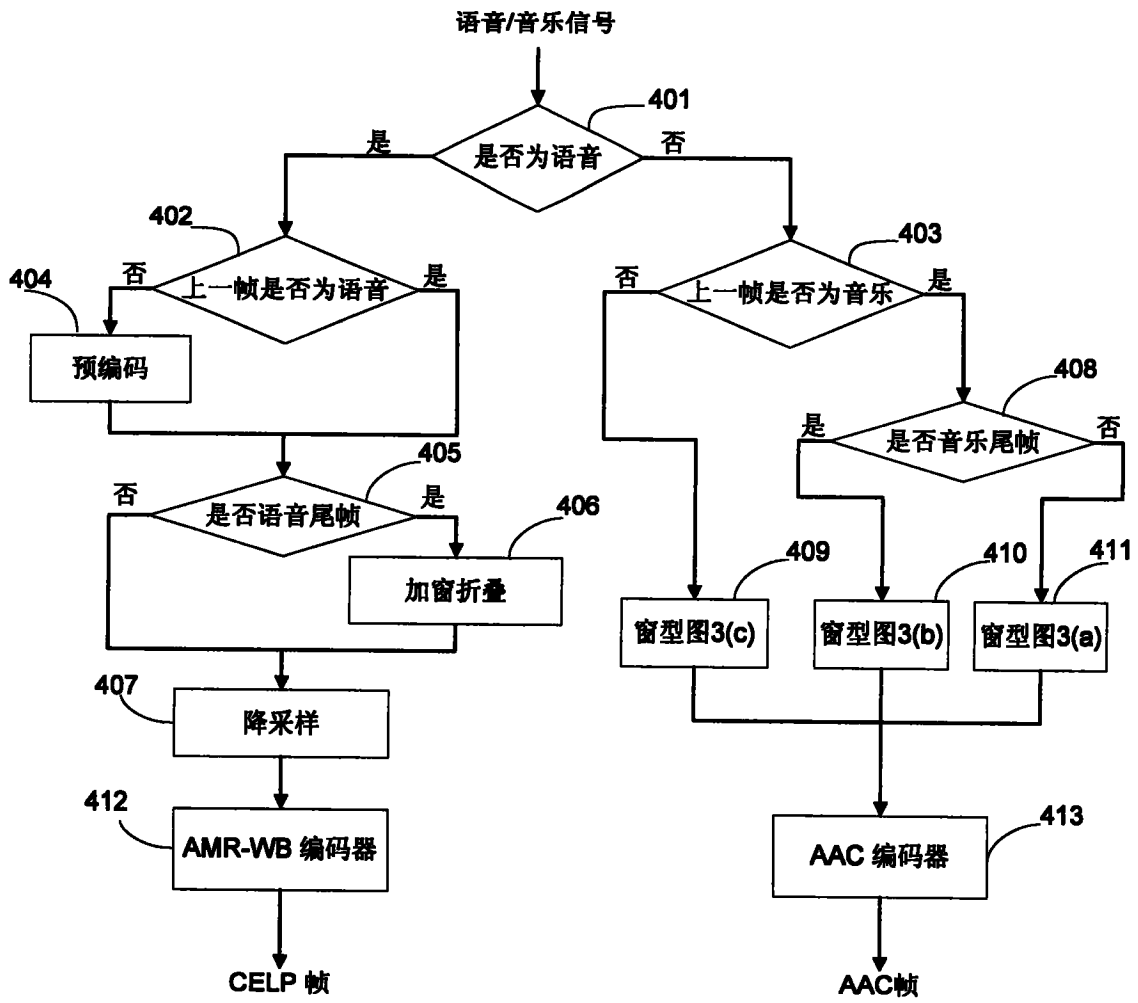 语音/音乐信号
401
是
是否为语音
否
402
403
404
否
上一帧是否为语音
是
否
上一帧是否为音乐
是
预编码
408
是
是否音乐尾帧
否
405
否
是否语音尾帧
是
406
409
410
411
加窗折叠
窗型图3(c)
窗型图3(b)
窗型图3(a)
407
降采样
412
AMR-WB 编码器
413
AAC 编码器
CELP 帧
AAC帧